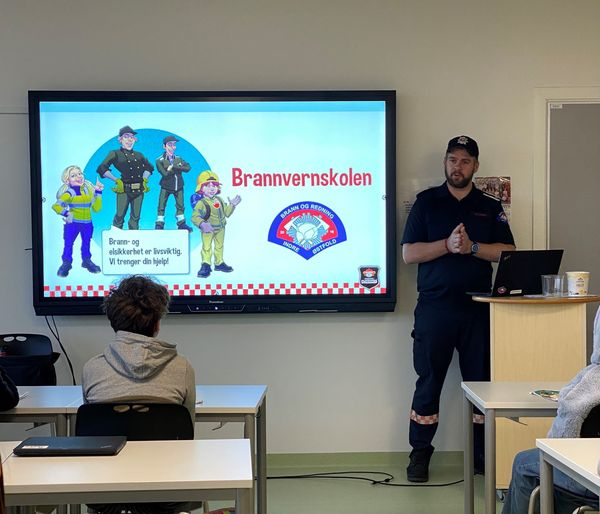 Brannvernskolen
BRANN OG REDNING
INDRE
ØSTFOLD
Brann- og
elsikkerhet er livsviktig.
Vi trenger din hjelp!